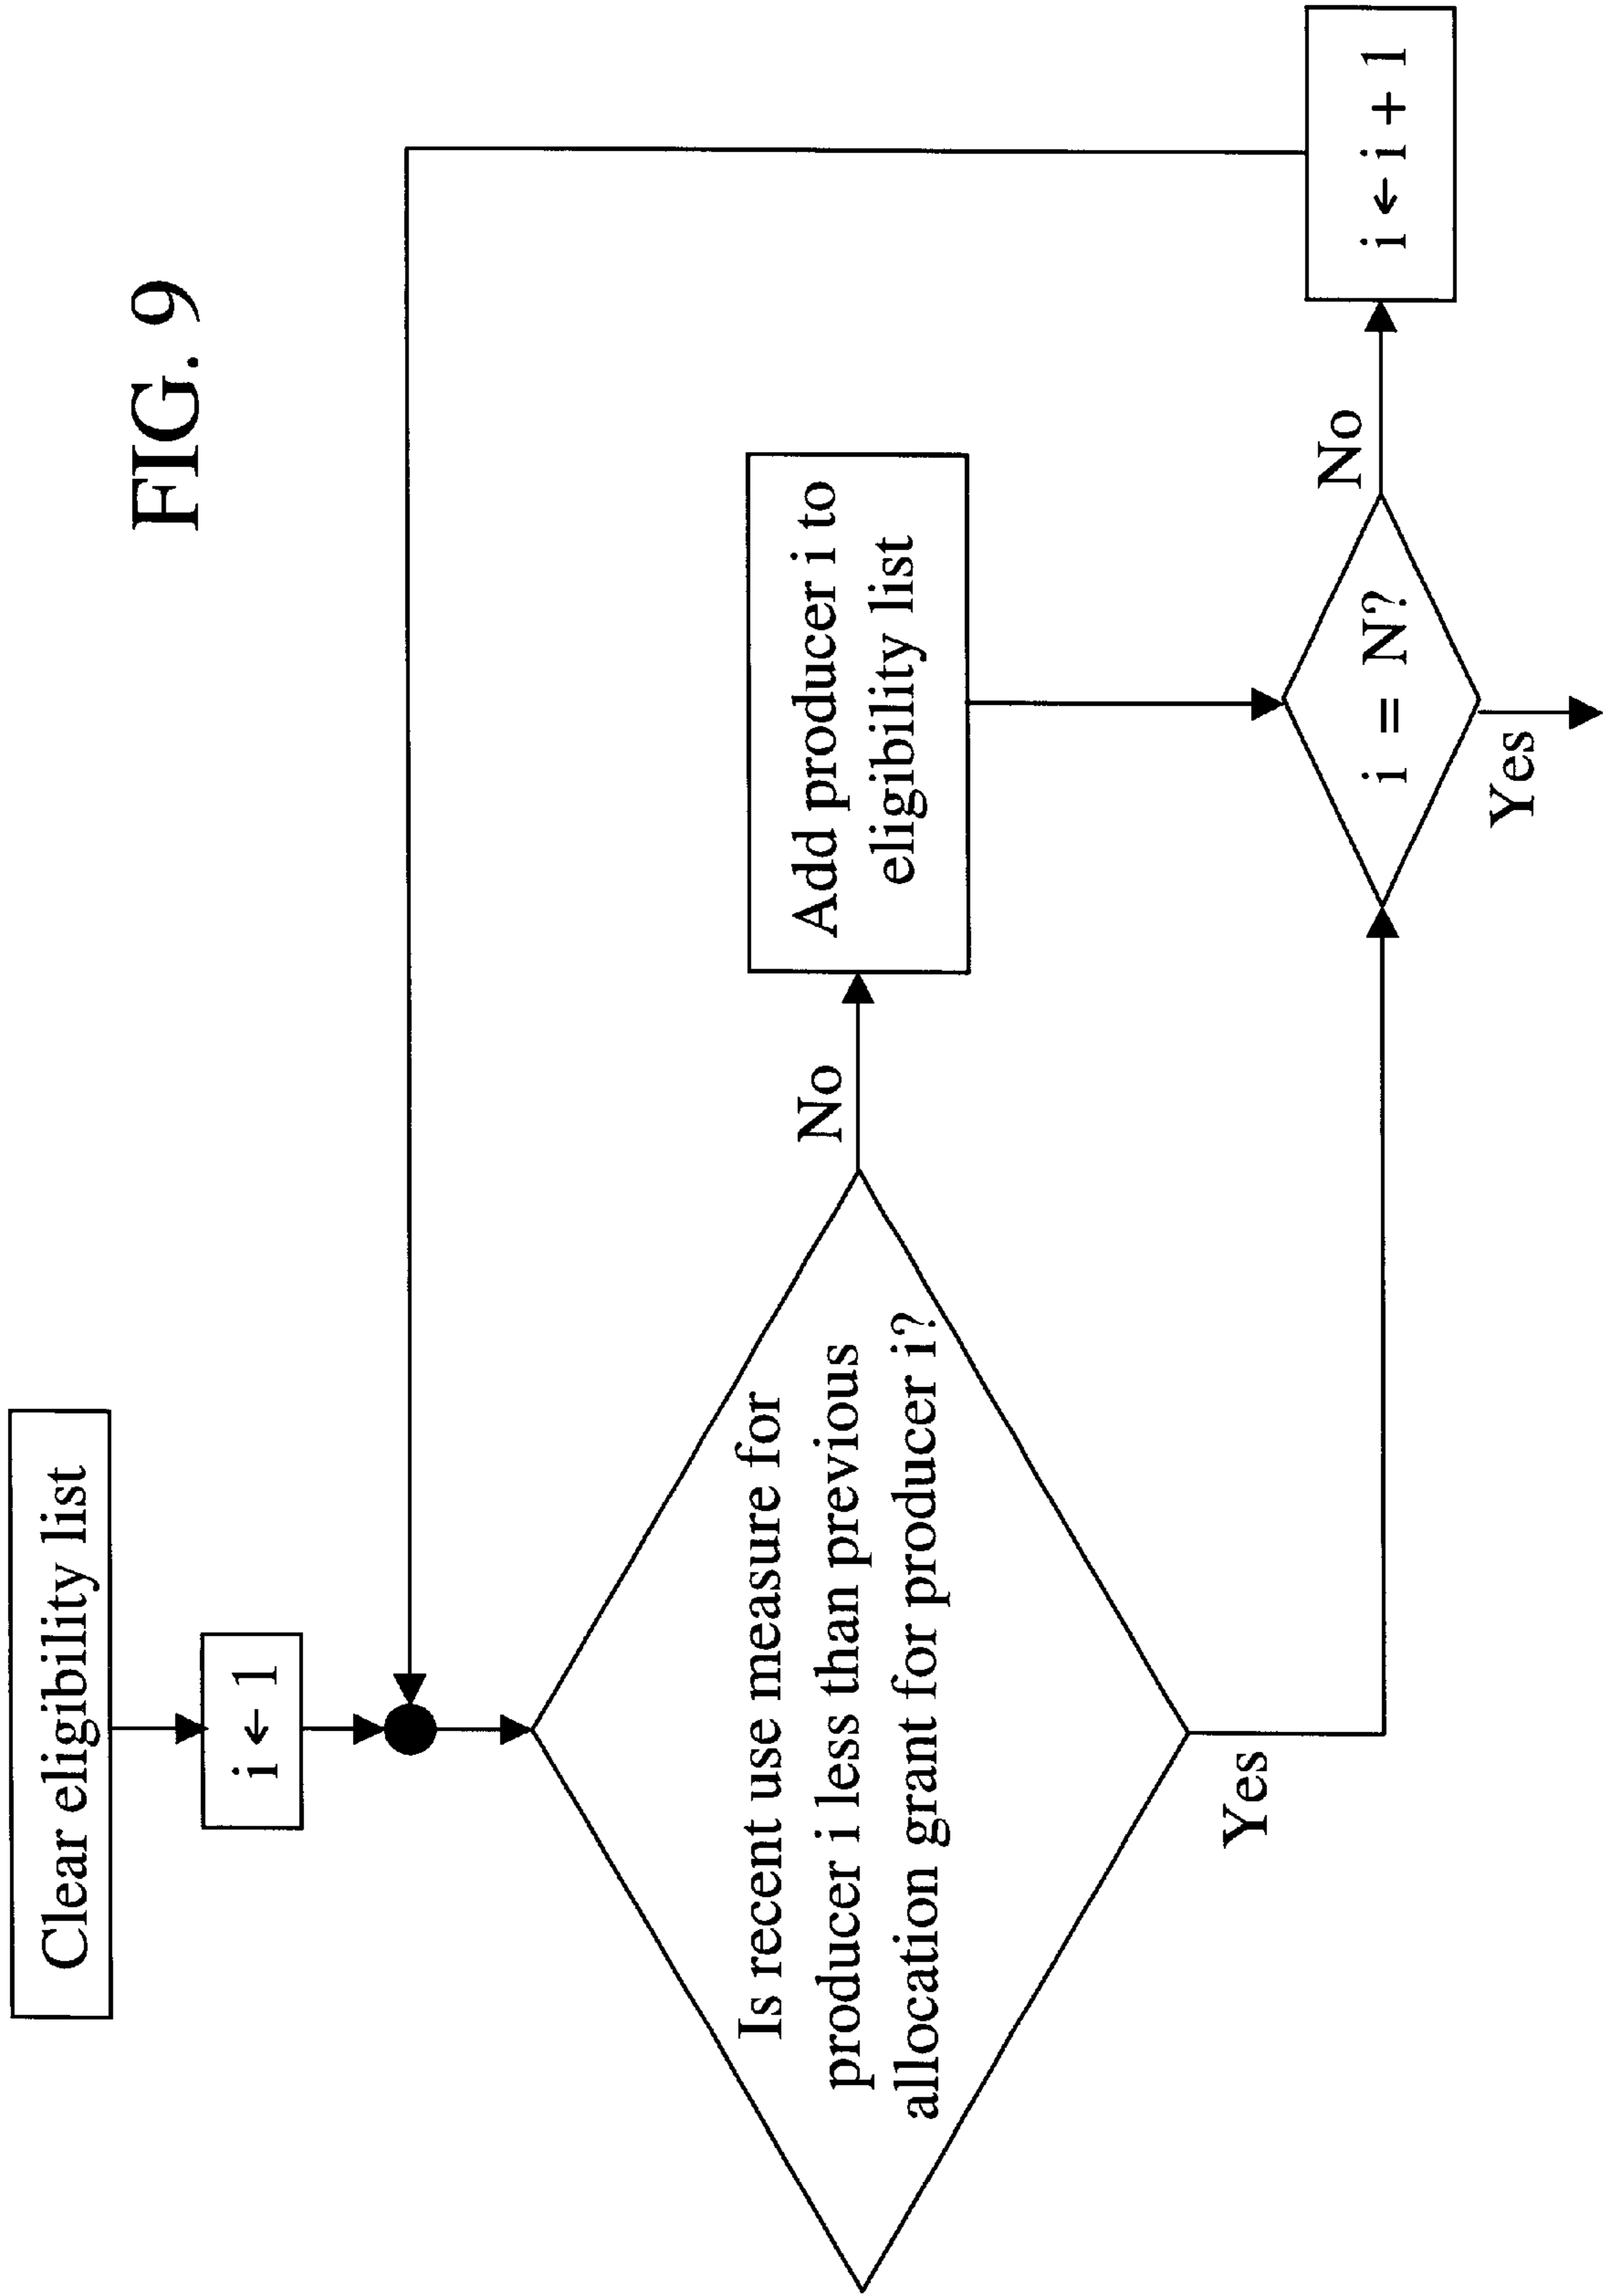 FIG. 9
Clear eligibility list
i ← 1
Is recent use measure for
producer i less than previous
allocation grant for producer i?
No
Add producer i to
eligibility list
Yes
i = N?
No
i ← i + 1
Yes